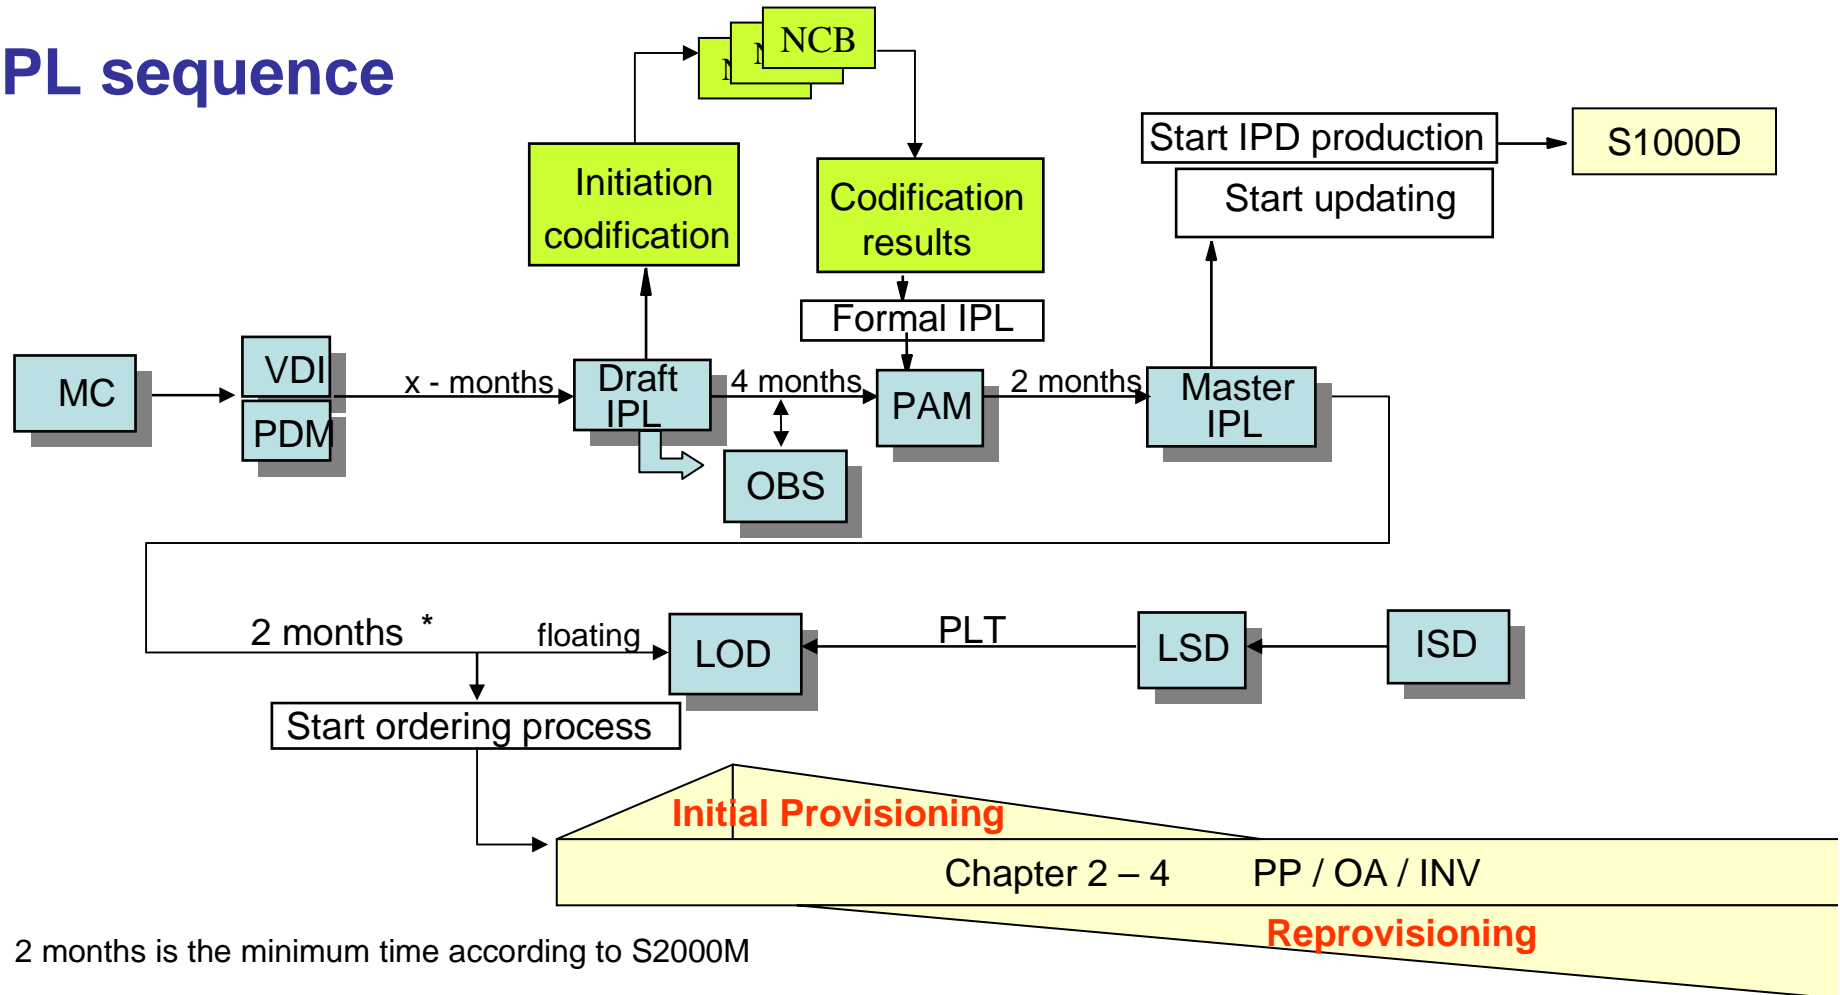 PL sequence
NCB
N
N
Start IPD production
S1000D
Initiation
codification
Codification
results
Start updating
Formal IPL
MC
VDI
PDM
x - months
Draft
IPL
4 months
PAM
2 months
Master
IPL
OBS
2 months *
floating
LOD
PLT
LSD
ISD
Start ordering process
Initial Provisioning
Chapter 2 – 4 PP / OA / INV
Reprovisioning
2 months is the minimum time according to S2000M